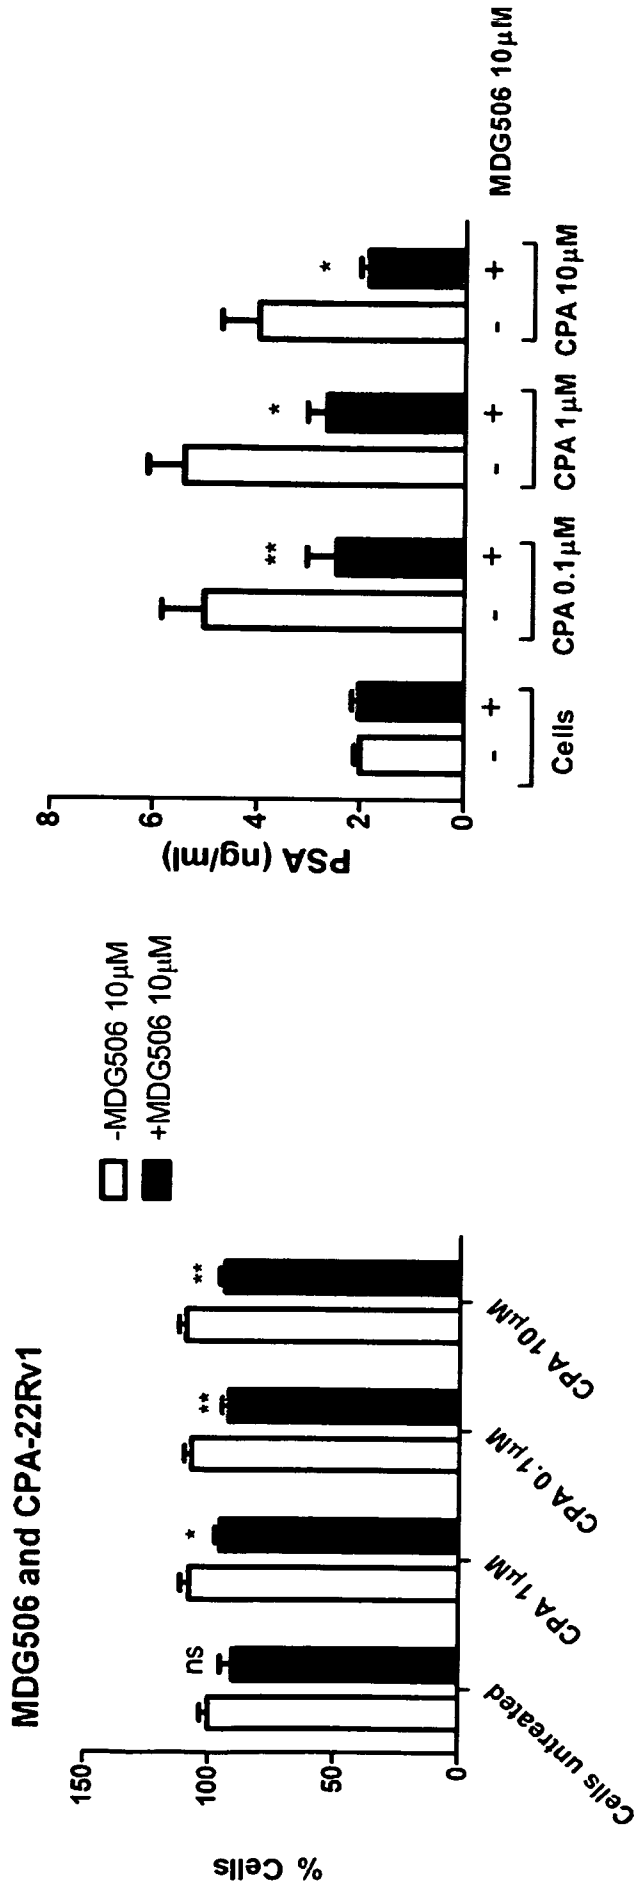 MDG506 and CPA-22Rv1
-MDG506 10µM
+MDG506 10µM
% Cells
150
100
50
0
ns
*
**
**
Cells untreated
CPA 1µM
CPA 0.1µM
CPA 10µM
PSA (ng/ml)
8
6
4
2
0
**
*
*
- + - + - + - + MDG506 10µM
Cells CPA 0.1µM CPA 1µM CPA 10µM